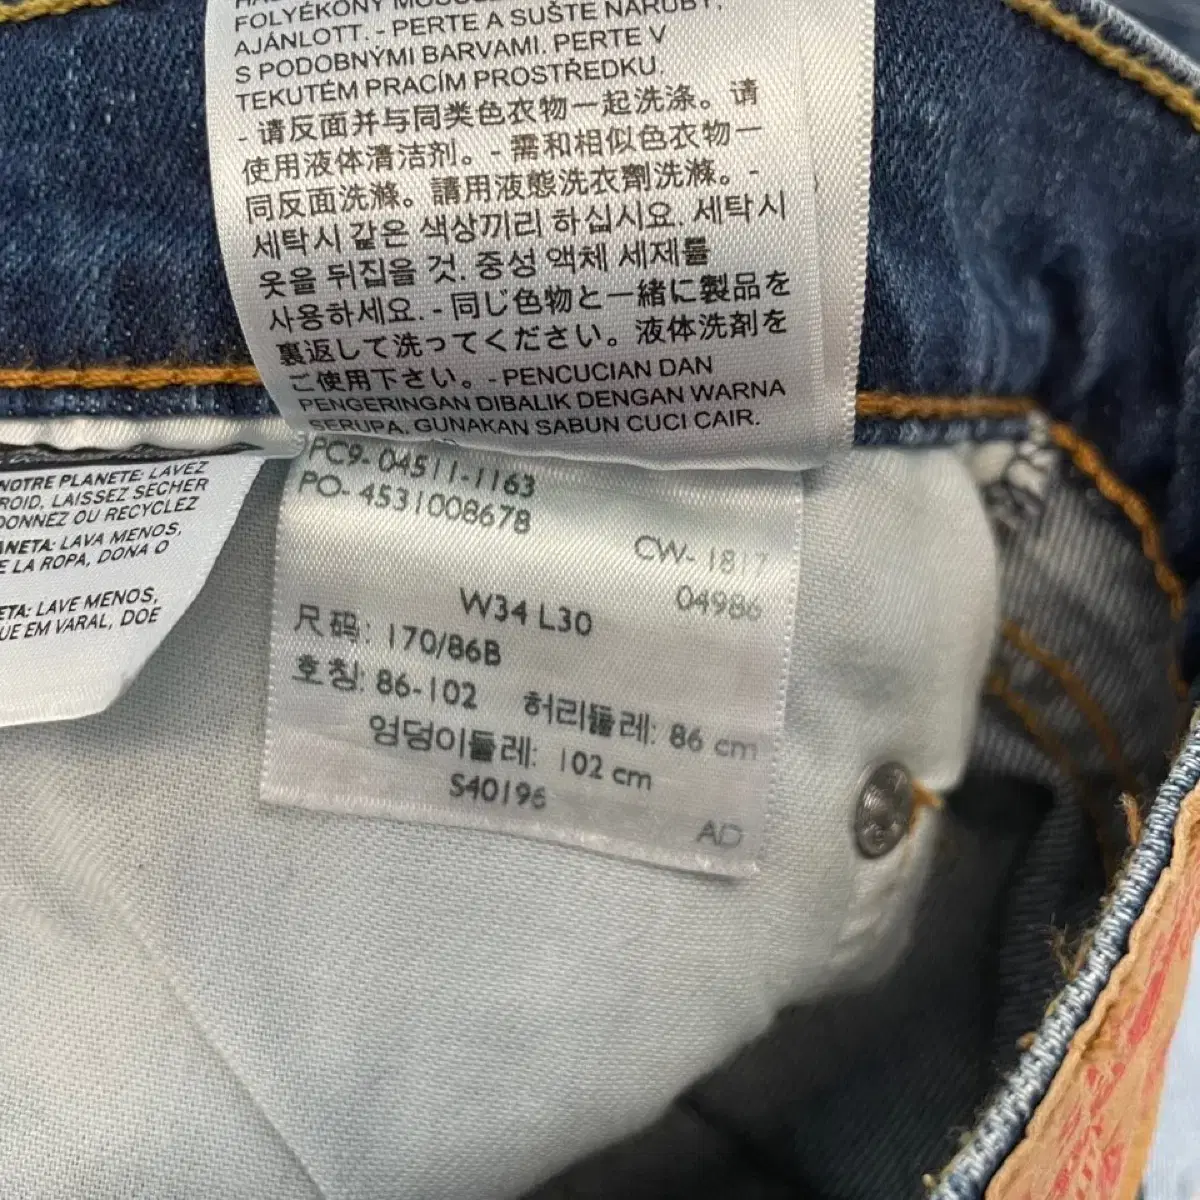 FOLYÉKONY
AJÁNLOTT. - PERTE A SUŠTE NARUBY,
S PODOBNÝMI BARVAMI. PERTE V
TEKUTÉM PRACÍM PROSTŘEDKU.
- 请反面并与同类色衣物一起洗涤。请
使用液体清洁剂。- 需和相似色衣物一
同反面洗滌。請用液態洗衣劑洗滌。-
세탁시 같은 색상끼리 하십시요. 세탁시
옷을 뒤집을 것. 중성 액체 세제를
사용하세요. - 同じ色物と一緒に製品を
裏返して洗ってください。液体洗剤を
ご使用下さい。- PENCUCIAN DAN
PENGERINGAN DIBALIK DENGAN WARNA
SERUPA. GUNAKAN SABUN CUCI CAIR.
NOTRE PLANETE: LAVEZ
ROID, LAISSEZ SÉCHER
DONNEZ OU RECYCLEZ
ANETA: LAVA MENOS,
E LA ROPA, DONA O
ETA: LAVE MENOS,
UE EM VARAL, DOE
PC9- 04511-1163
PO- 4531008678
CW- 18
04986
W34 L30
尺码: 170/86B
호칭: 86-102 허리둘레: 86 cm
엉덩이둘레: 102 cm
S40196
AD